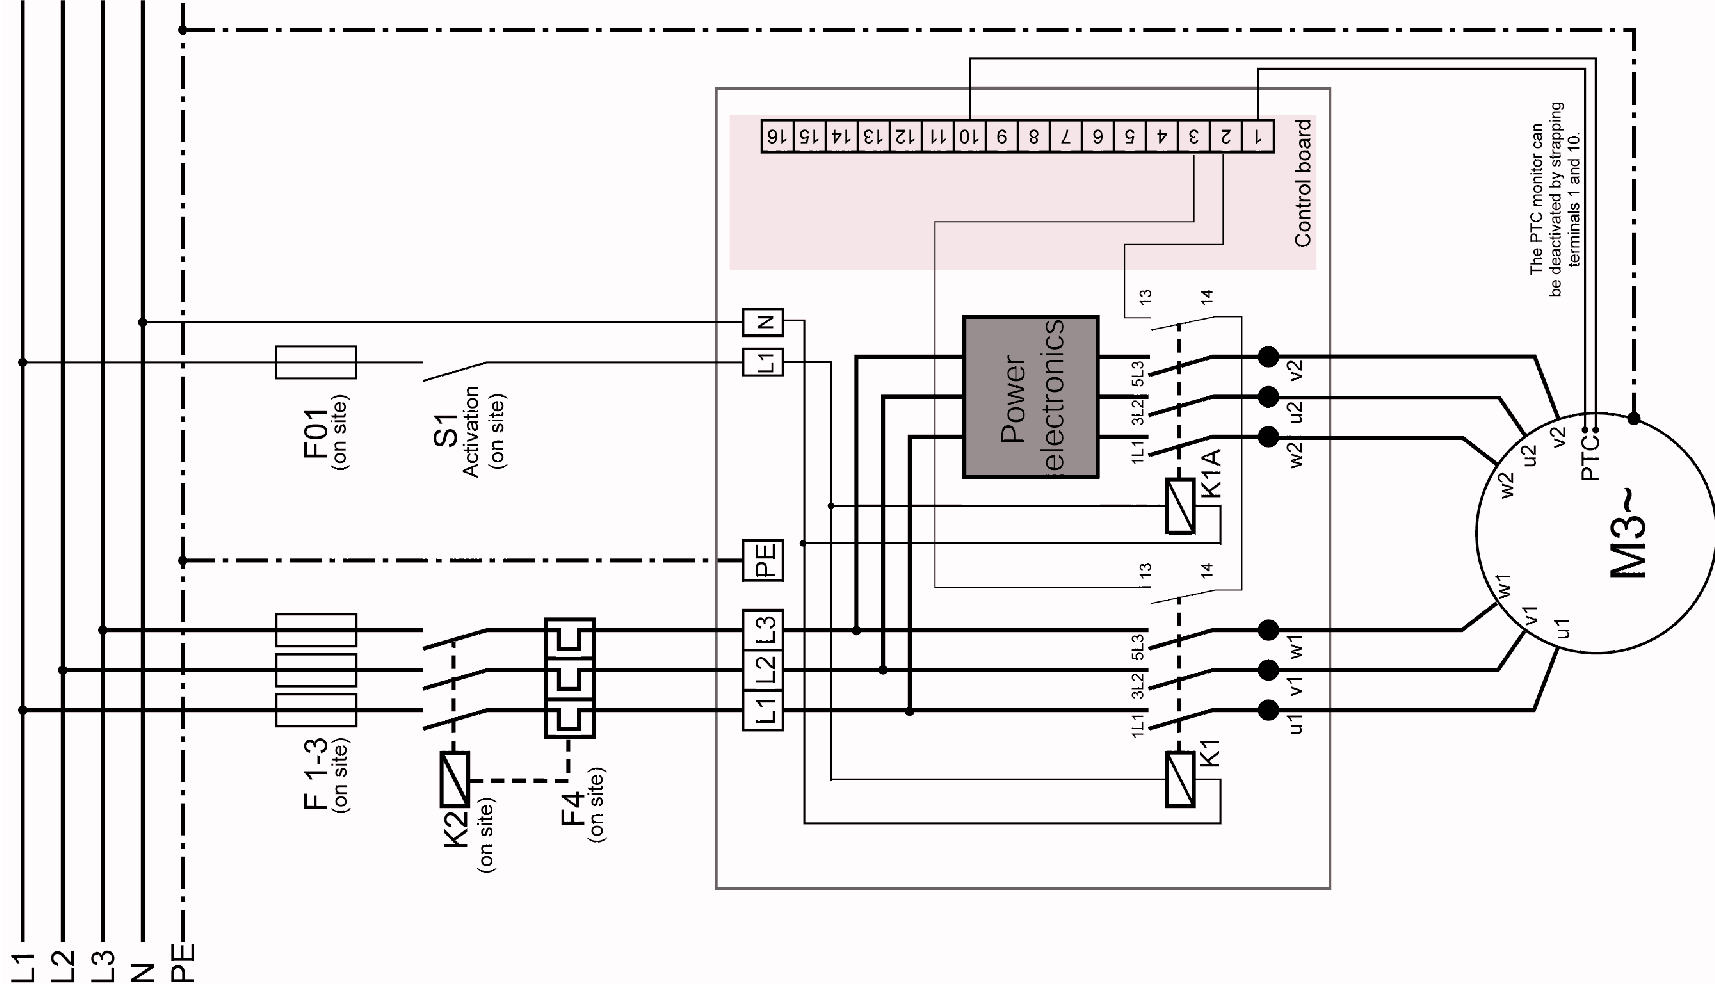 16 15 14 13 12 11 10 9 8 7 6 5 4 3 2 1
Control board
The PTC monitor can
be deactivated by strapping
terminals 1 and 10.
N
L1
F01
(on site)
S1
Activation
(on site)
Power
electronics
13
14
5L3
3L2
1L1
v2
u2
w2
K1A
PE
13
14
L3
L2
L1
5L3
3L2
1L1
w1
v1
u1
K1
F 1-3
(on site)
K2
(on site)
F4
(on site)
v2
u2
w2
PTC
M3~
w1
v1
u1
L1
L2
L3
N
PE